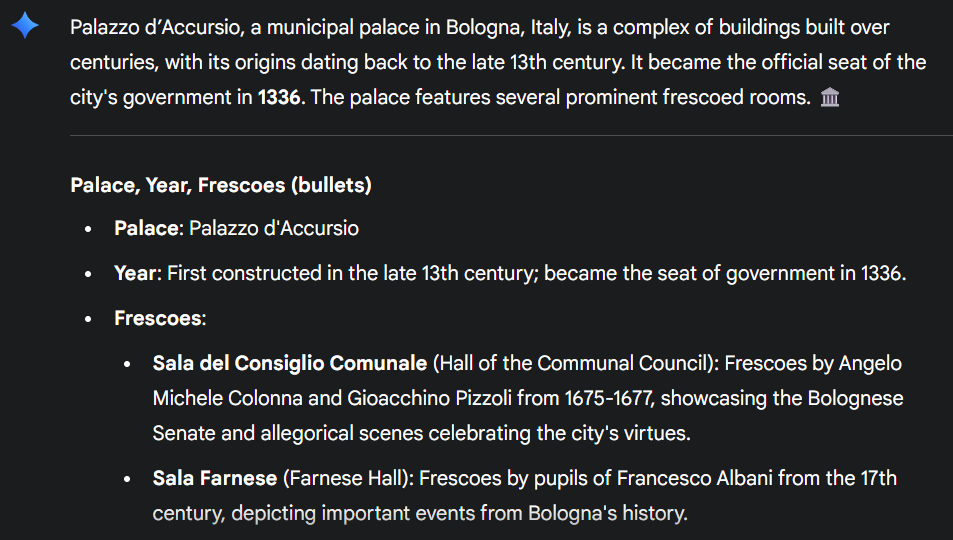 Palazzo d’Accursio, a municipal palace in Bologna, Italy, is a complex of buildings built over
centuries, with its origins dating back to the late 13th century. It became the official seat of the
city's government in 1336. The palace features several prominent frescoed rooms. 🏛️
Palace, Year, Frescoes (bullets)
• Palace: Palazzo d'Accursio
• Year: First constructed in the late 13th century; became the seat of government in 1336.
• Frescoes:
• Sala del Consiglio Comunale (Hall of the Communal Council): Frescoes by Angelo
Michele Colonna and Gioacchino Pizzoli from 1675-1677, showcasing the Bolognese
Senate and allegorical scenes celebrating the city's virtues.
• Sala Farnese (Farnese Hall): Frescoes by pupils of Francesco Albani from the 17th
century, depicting important events from Bologna's history.